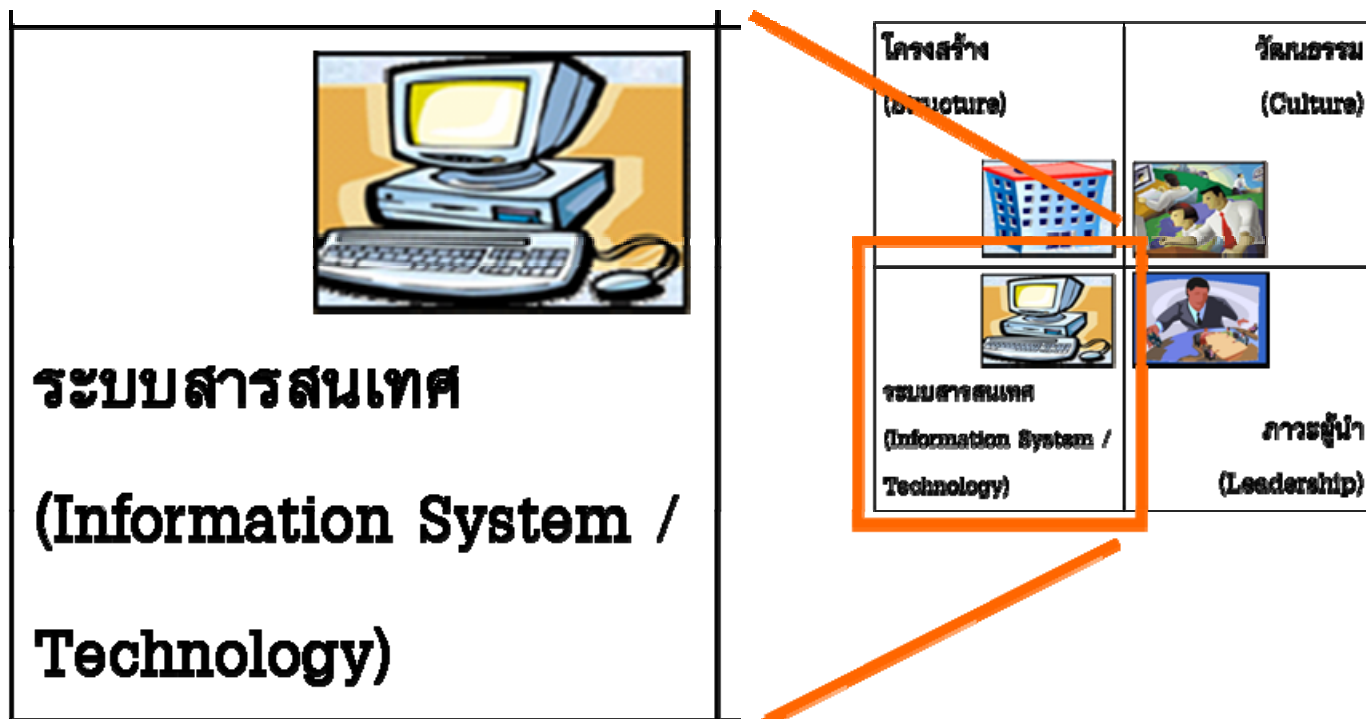 ระบบสารสนเทศ
(Information System /
Technology)
โครงสร้าง
(Structure)
วัฒนธรรม
(Culture)
ระบบสารสนเทศ
(Information System /
Technology)
ภาวะผู้นำ
(Leadership)